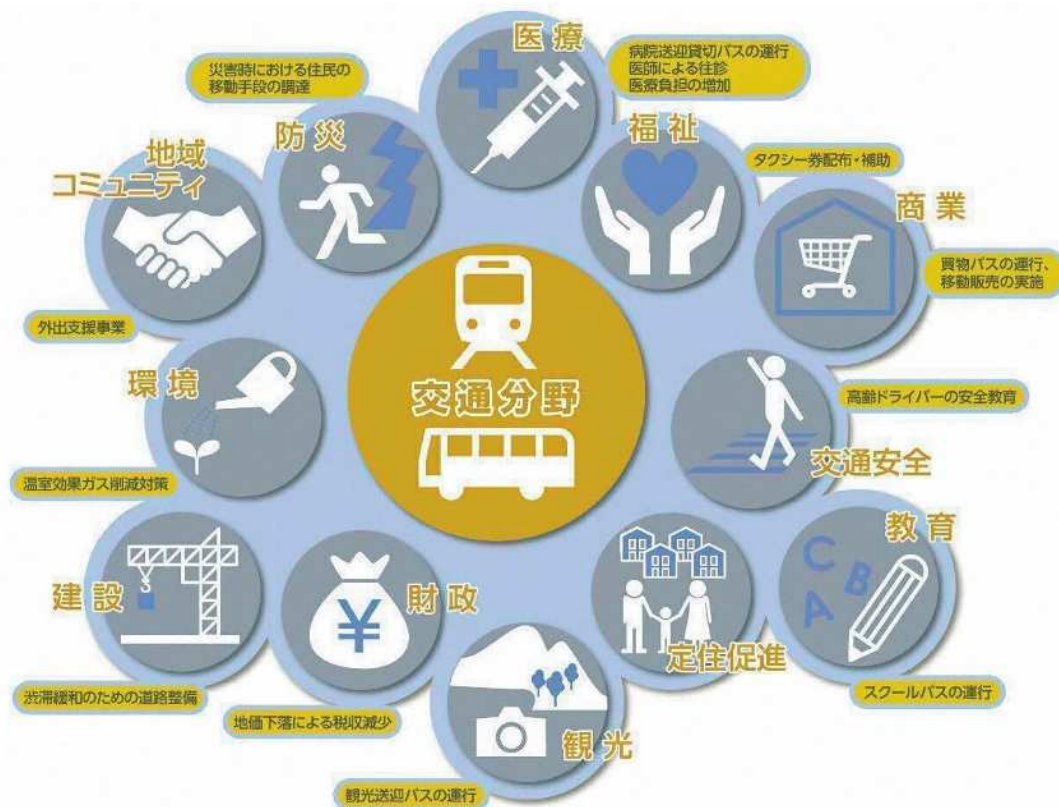 医療
病院送迎貸切バスの運行
医師による往診
医療負担の増加
災害時における住民の
移動手段の調達
防災
福祉
タクシー券配布・補助
地域
コミュニティ
外出支援事業
商業
買物バスの運行、
移動販売の実施
交通分野
環境
温室効果ガス削減対策
高齢ドライバーの安全教育
交通安全
教育
C
B
A
スクールバスの運行
建設
渋滞緩和のための道路整備
財政
¥
地価下落による税収減少
定住促進
観光
観光送迎バスの運行